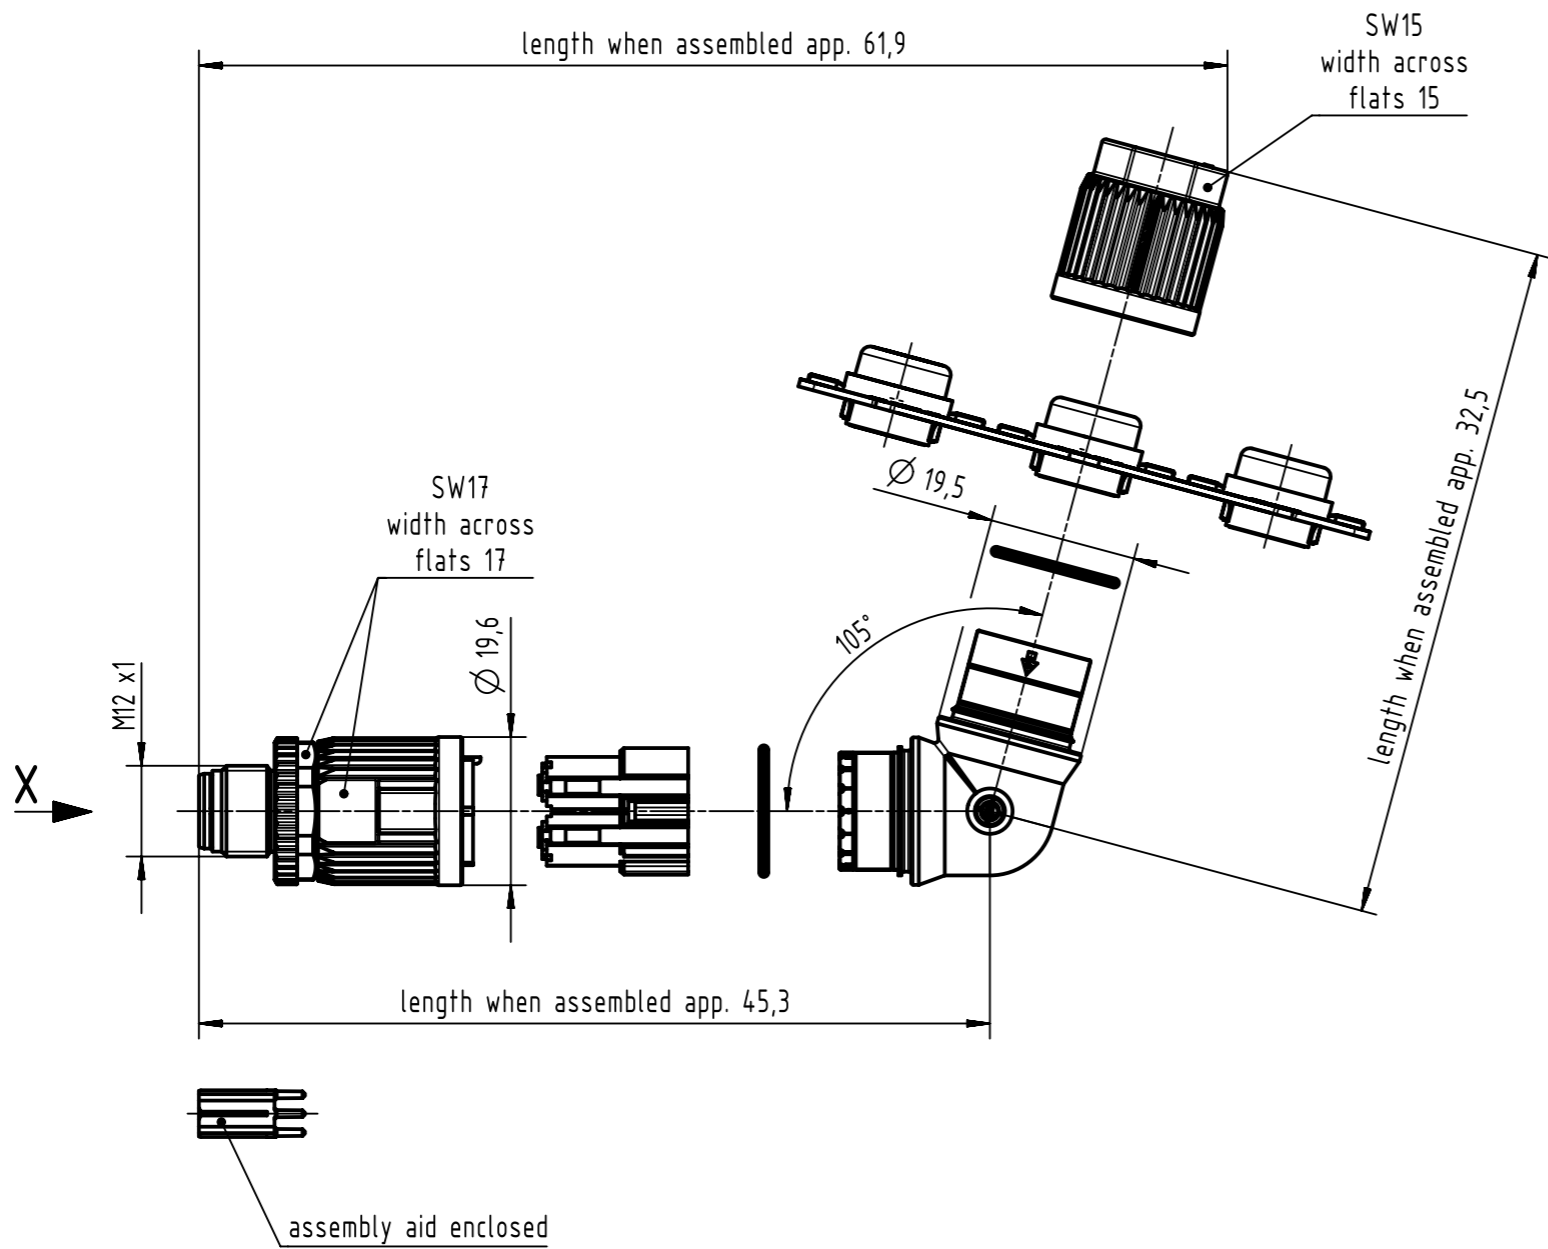 length when assembled app. 61,9
SW15
width across
flats 15
length when assembled app. 32,5
Ø 19,5
SW17
width across
flats 17
105°
Ø 19,6
M12 x1
X
length when assembled app. 45,3
assembly aid enclosed